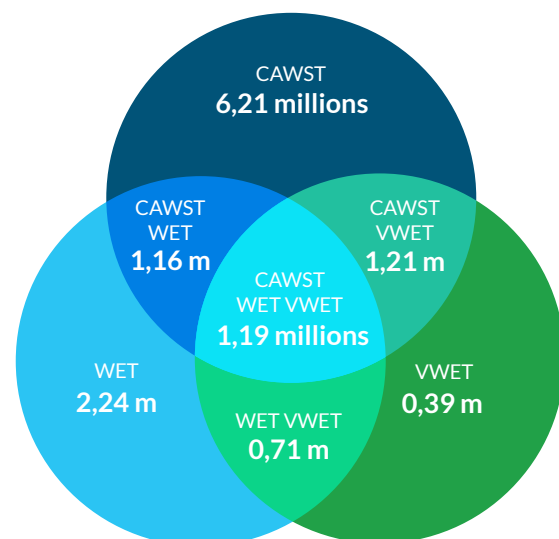 CAWST
6,21 millions
CAWST
WET
1,16 m
CAWST
VWET
1,21 m
CAWST
WET VWET
1,19 millions
WET
2,24 m
VWET
0,39 m
WET VWET
0,71 m